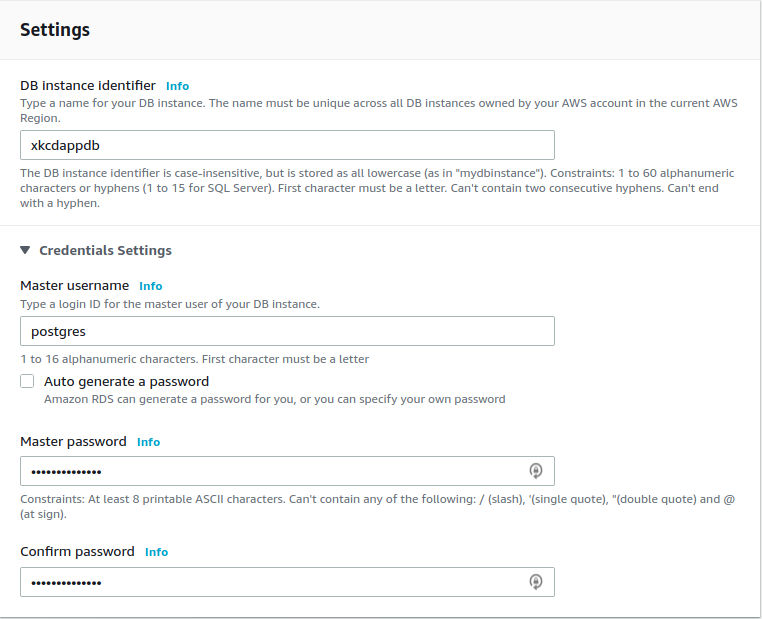 Settings
DB instance identifier Info
Type a name for your DB instance. The name must be unique across all DB instances owned by your AWS account in the current AWS
Region.
xkcdappdb
The DB instance identifier is case-insensitive, but is stored as all lowercase (as in "mydbinstance"). Constraints: 1 to 60 alphanumeric
characters or hyphens (1 to 15 for SQL Server). First character must be a letter. Can't contain two consecutive hyphens. Can't end
with a hyphen.
Credentials Settings
Master username Info
Type a login ID for the master user of your DB instance.
postgres
1 to 16 alphanumeric characters. First character must be a letter
Auto generate a password
Amazon RDS can generate a password for you, or you can specify your own password
Master password Info
••••••••••••••
Constraints: At least 8 printable ASCII characters. Can't contain any of the following: / (slash), '(single quote), "(double quote) and @
(at sign).
Confirm password Info
••••••••••••••